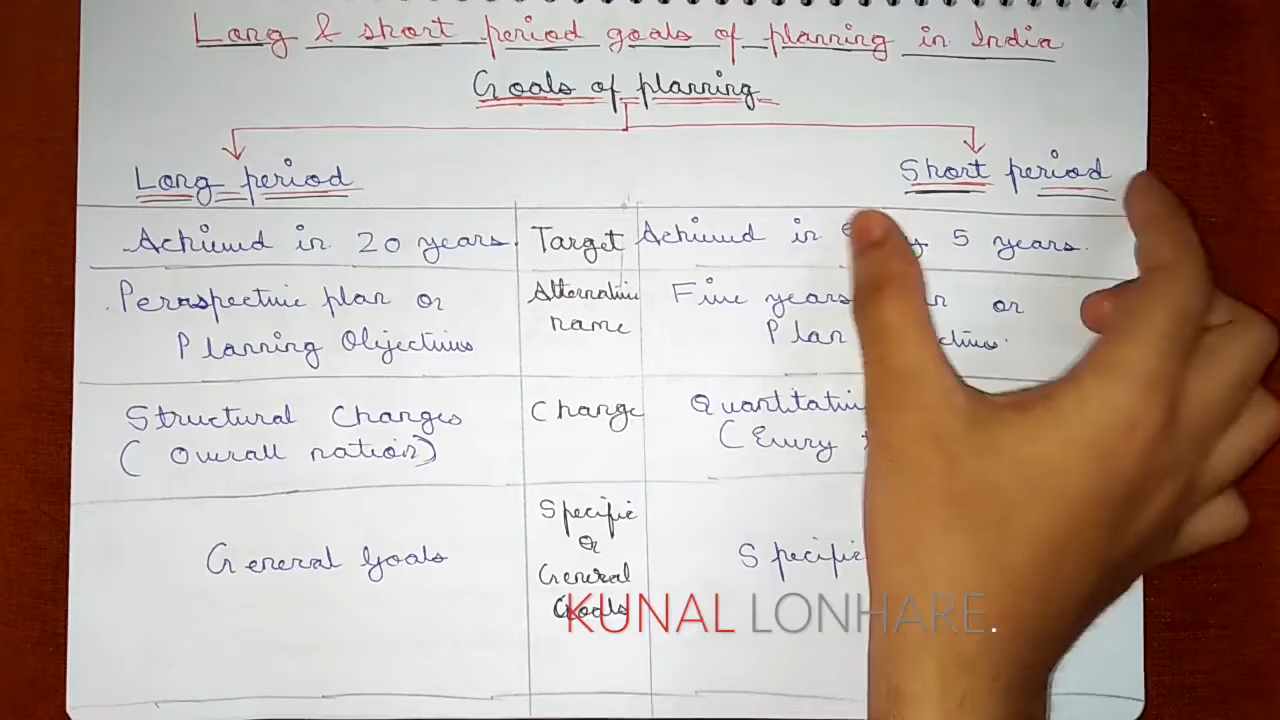 Long & short period goals of planning in India
Goals of planning
Long period
Short period
Achieved in 20 years.
Target
Achieved in 5 years.
Perspective plan or
Planning Objectives
Alternative
name
Five years or
Plan
Structural Changes
(Overall nation)
Change
Quantitative
(Every
General goals
Specific
Or
General
Goals
Specific
KUNAL LONHARE.